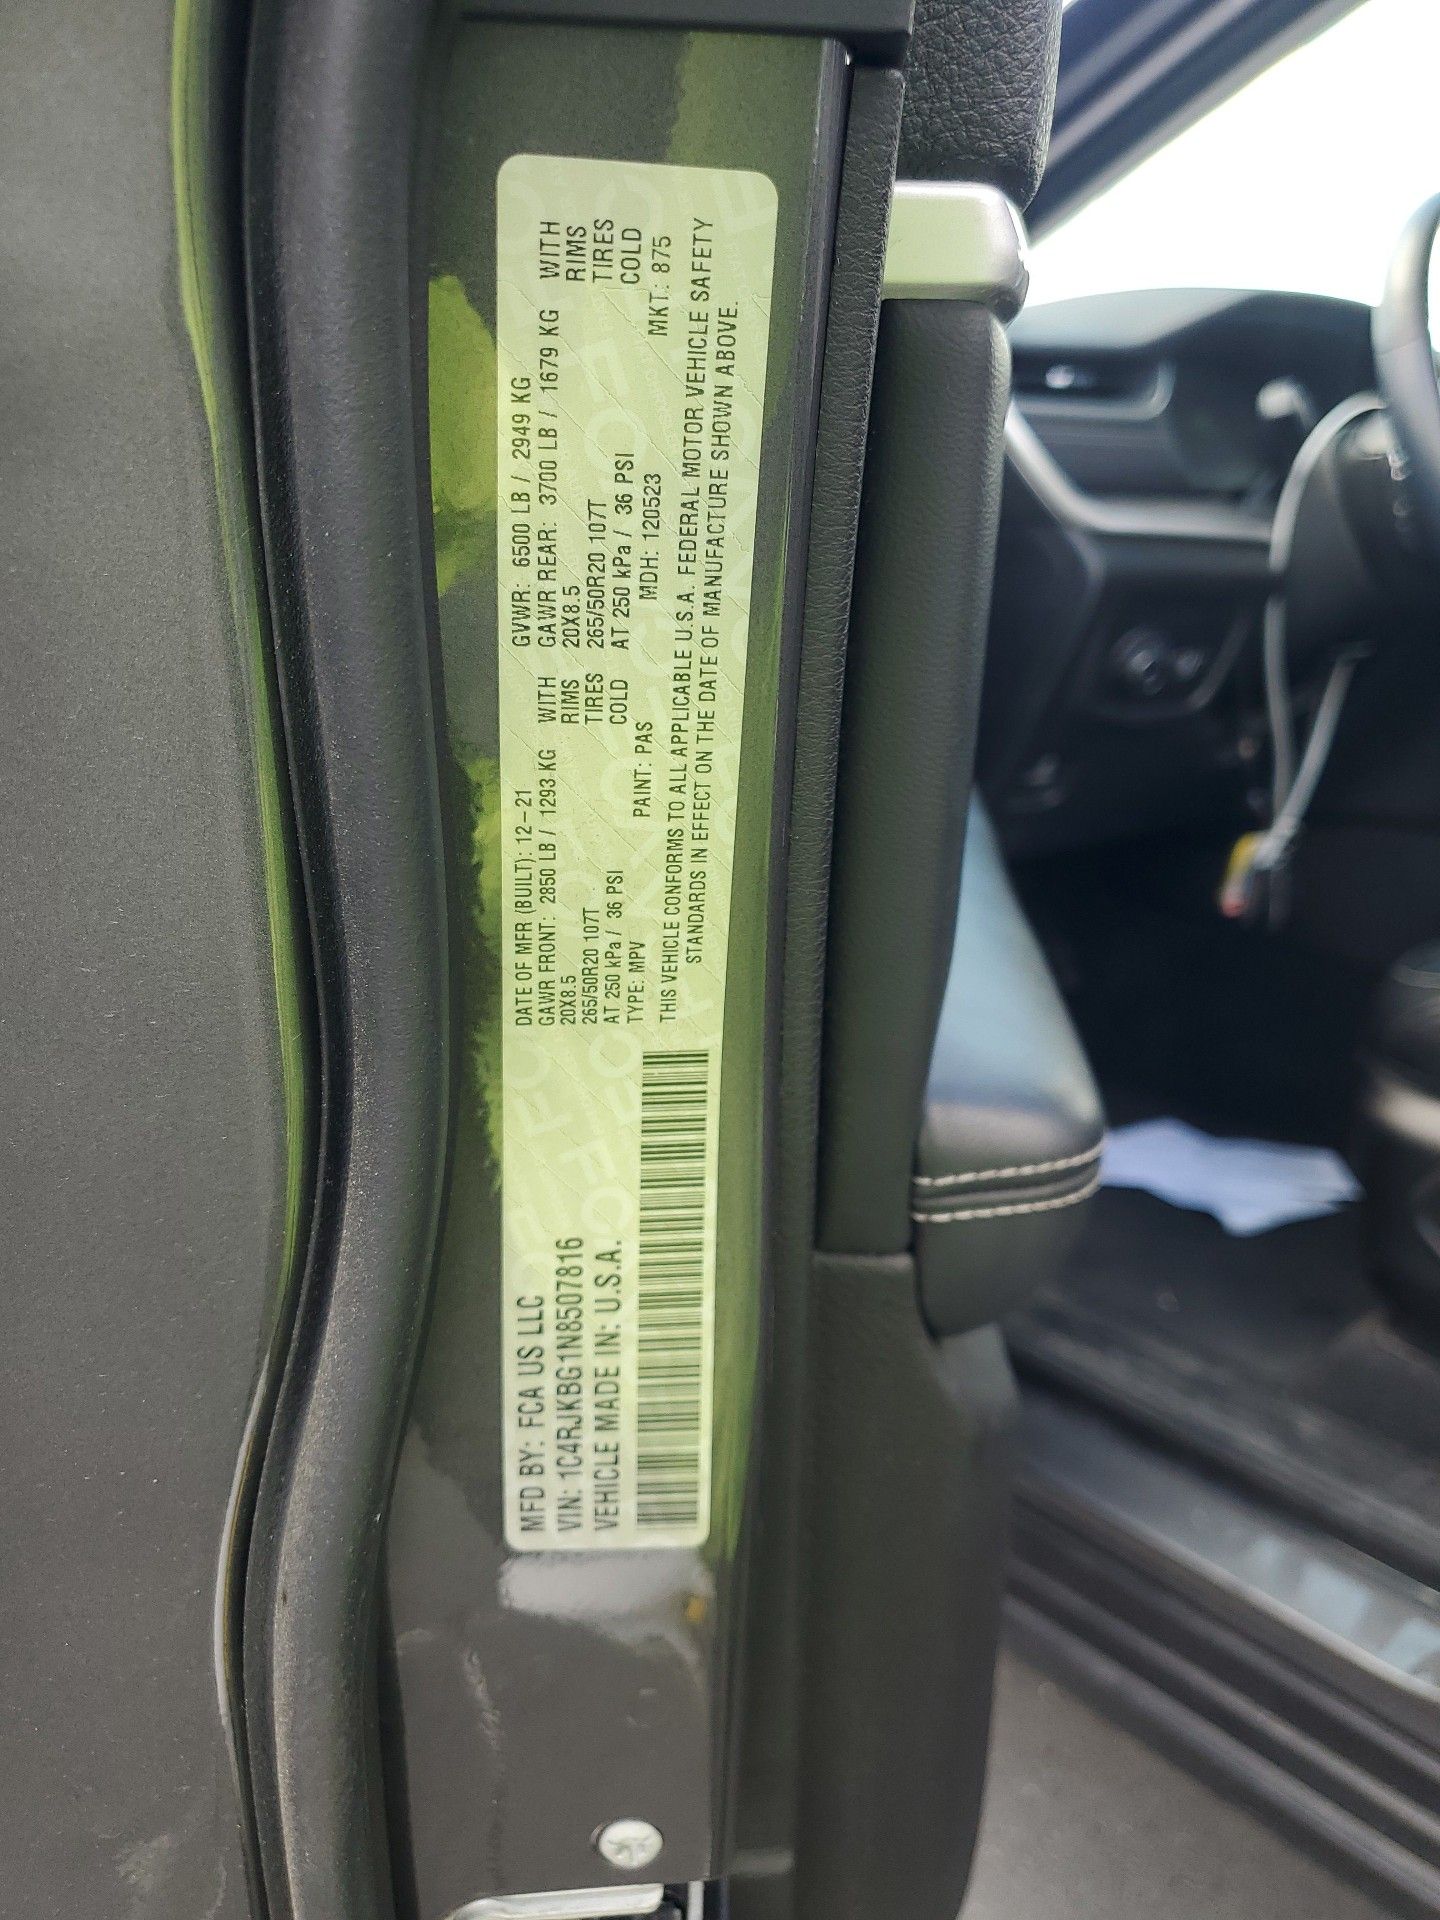 MFD BY: FCA US LLC
VIN: 1C4RJKBG1N8507816
VEHICLE MADE IN: U.S.A.
DATE OF MFR (BUILT): 12-21 GVWR: 6500 LB / 2949 KG
GAWR FRONT: 2850 LB / 1293 KG WITH GAWR REAR: 3700 LB / 1679 KG WITH
20X8.5 RIMS 20X8.5 RIMS
265/50R20 107T TIRES 265/50R20 107T TIRES
AT 250 kPa / 36 PSI COLD AT 250 kPa / 36 PSI COLD
TYPE: MPV PAINT: PAS MDH: 120523 MKT: 875
THIS VEHICLE CONFORMS TO ALL APPLICABLE U.S.A. FEDERAL MOTOR VEHICLE SAFETY
STANDARDS IN EFFECT ON THE DATE OF MANUFACTURE SHOWN ABOVE.